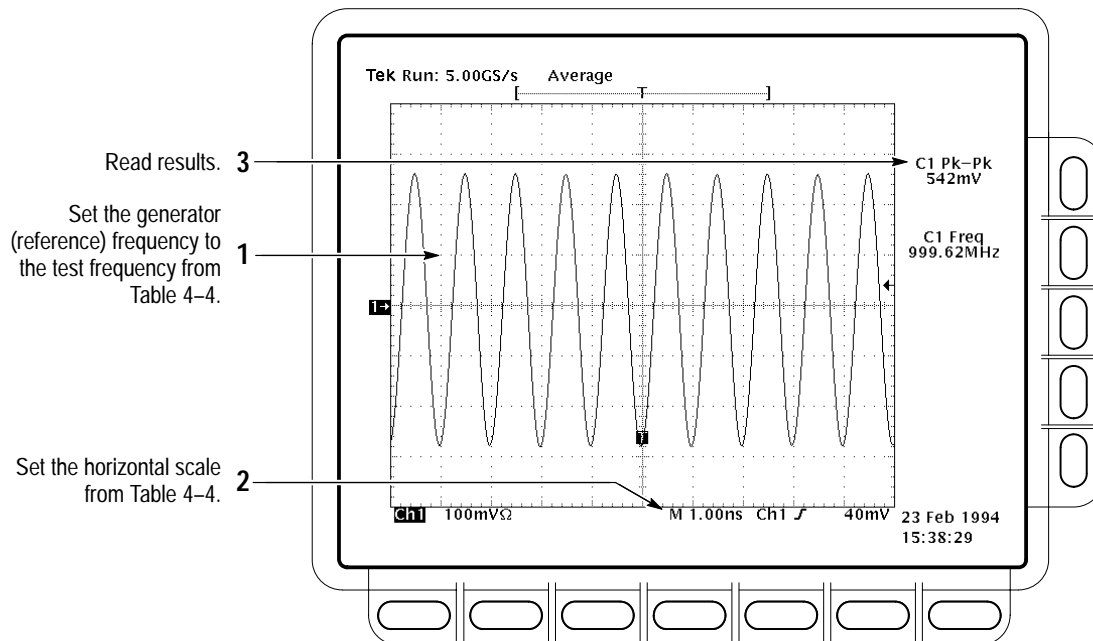 Tek Run: 5.00GS/s Average
[ T ]
Read results. 3
C1 Pk–Pk
542mV
Set the generator
(reference) frequency to
the test frequency from
Table 4–4.
1
C1 Freq
999.62MHz
1→
T
Set the horizontal scale
from Table 4–4.
2
Ch1 100mVΩ M 1.00ns Ch1 ʃ 40mV
23 Feb 1994
15:38:29